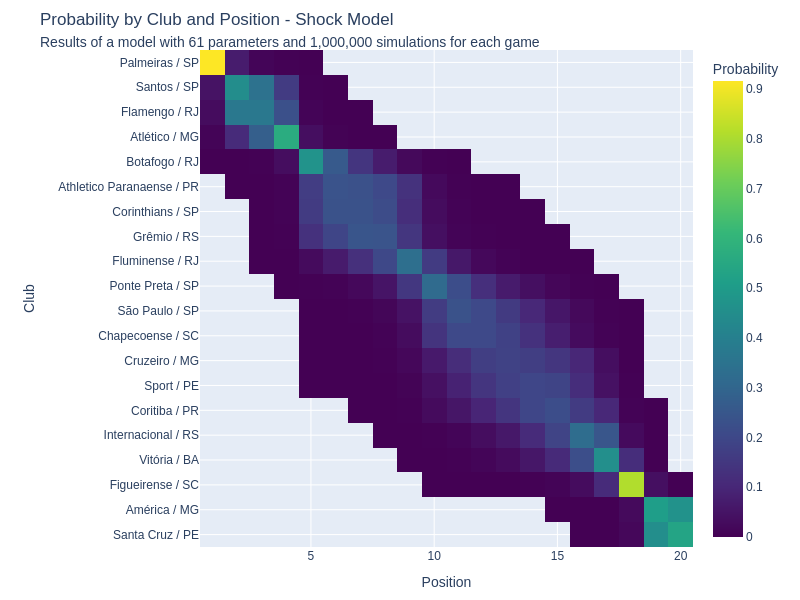 Probability by Club and Position - Shock Model
Results of a model with 61 parameters and 1,000,000 simulations for each game
Probability
Club
Palmeiras / SP
Santos / SP
Flamengo / RJ
Atlético / MG
Botafogo / RJ
Athletico Paranaense / PR
Corinthians / SP
Grêmio / RS
Fluminense / RJ
Ponte Preta / SP
São Paulo / SP
Chapecoense / SC
Cruzeiro / MG
Sport / PE
Coritiba / PR
Internacional / RS
Vitória / BA
Figueirense / SC
América / MG
Santa Cruz / PE
0.9
0.8
0.7
0.6
0.5
0.4
0.3
0.2
0.1
0
5
10
15
20
Position